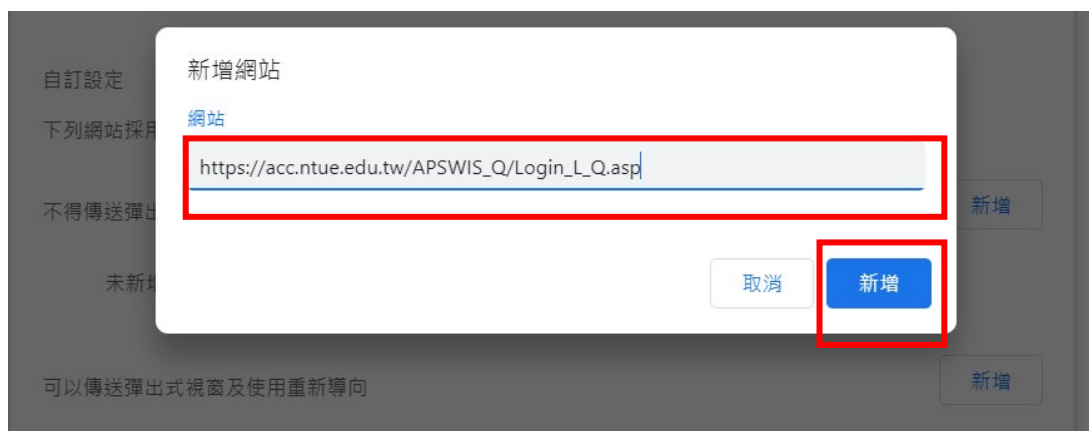 新增網站
網站
https://acc.ntue.edu.tw/APSWIS_Q/Login_L_Q.asp
取消
新增
自訂設定
下列網站採用
不得傳送彈出
新增
未新增
可以傳送彈出式視窗及使用重新導向
新增